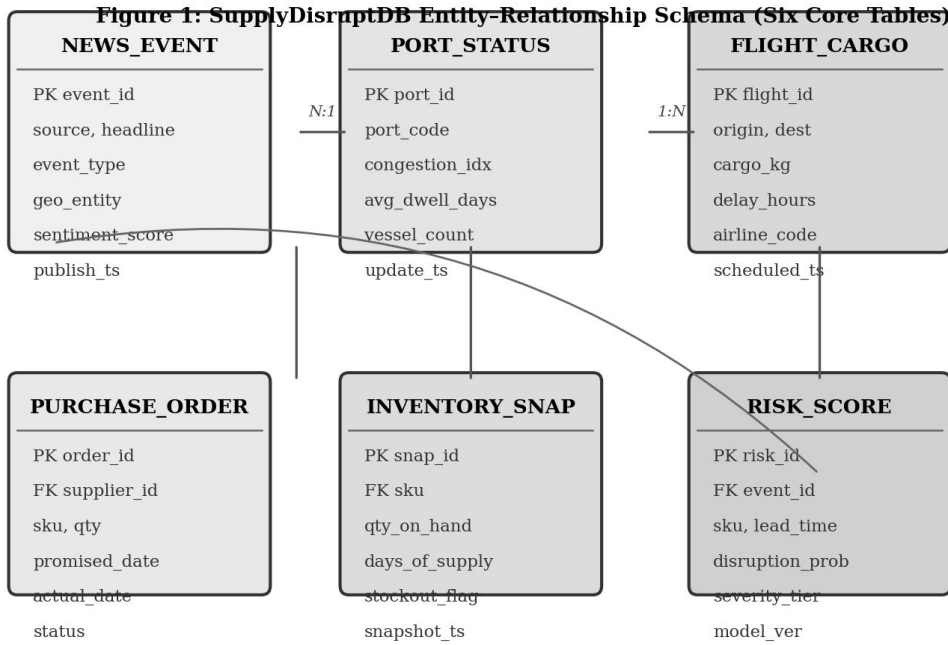 Figure 1: SupplyDisruptDB Entity–Relationship Schema (Six Core Tables)
NEWS_EVENT
PK event_id
source, headline
event_type
geo_entity
sentiment_score
publish_ts
N:1
PORT_STATUS
PK port_id
port_code
congestion_idx
avg_dwell_days
vessel_count
update_ts
1:N
FLIGHT_CARGO
PK flight_id
origin, dest
cargo_kg
delay_hours
airline_code
scheduled_ts
PURCHASE_ORDER
PK order_id
FK supplier_id
sku, qty
promised_date
actual_date
status
INVENTORY_SNAP
PK snap_id
FK sku
qty_on_hand
days_of_supply
stockout_flag
snapshot_ts
RISK_SCORE
PK risk_id
FK event_id
sku, lead_time
disruption_prob
severity_tier
model_ver